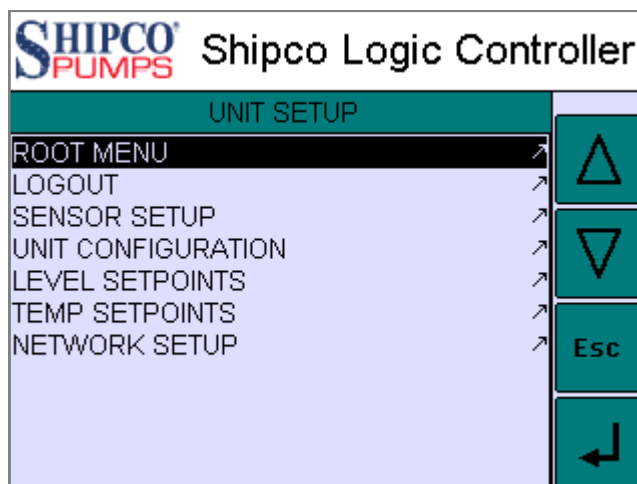 SHIPCO®
PUMPS
Shipco Logic Controller
UNIT SETUP
ROOT MENU
LOGOUT
SENSOR SETUP
UNIT CONFIGURATION
LEVEL SETPOINTS
TEMP SETPOINTS
NETWORK SETUP
Esc